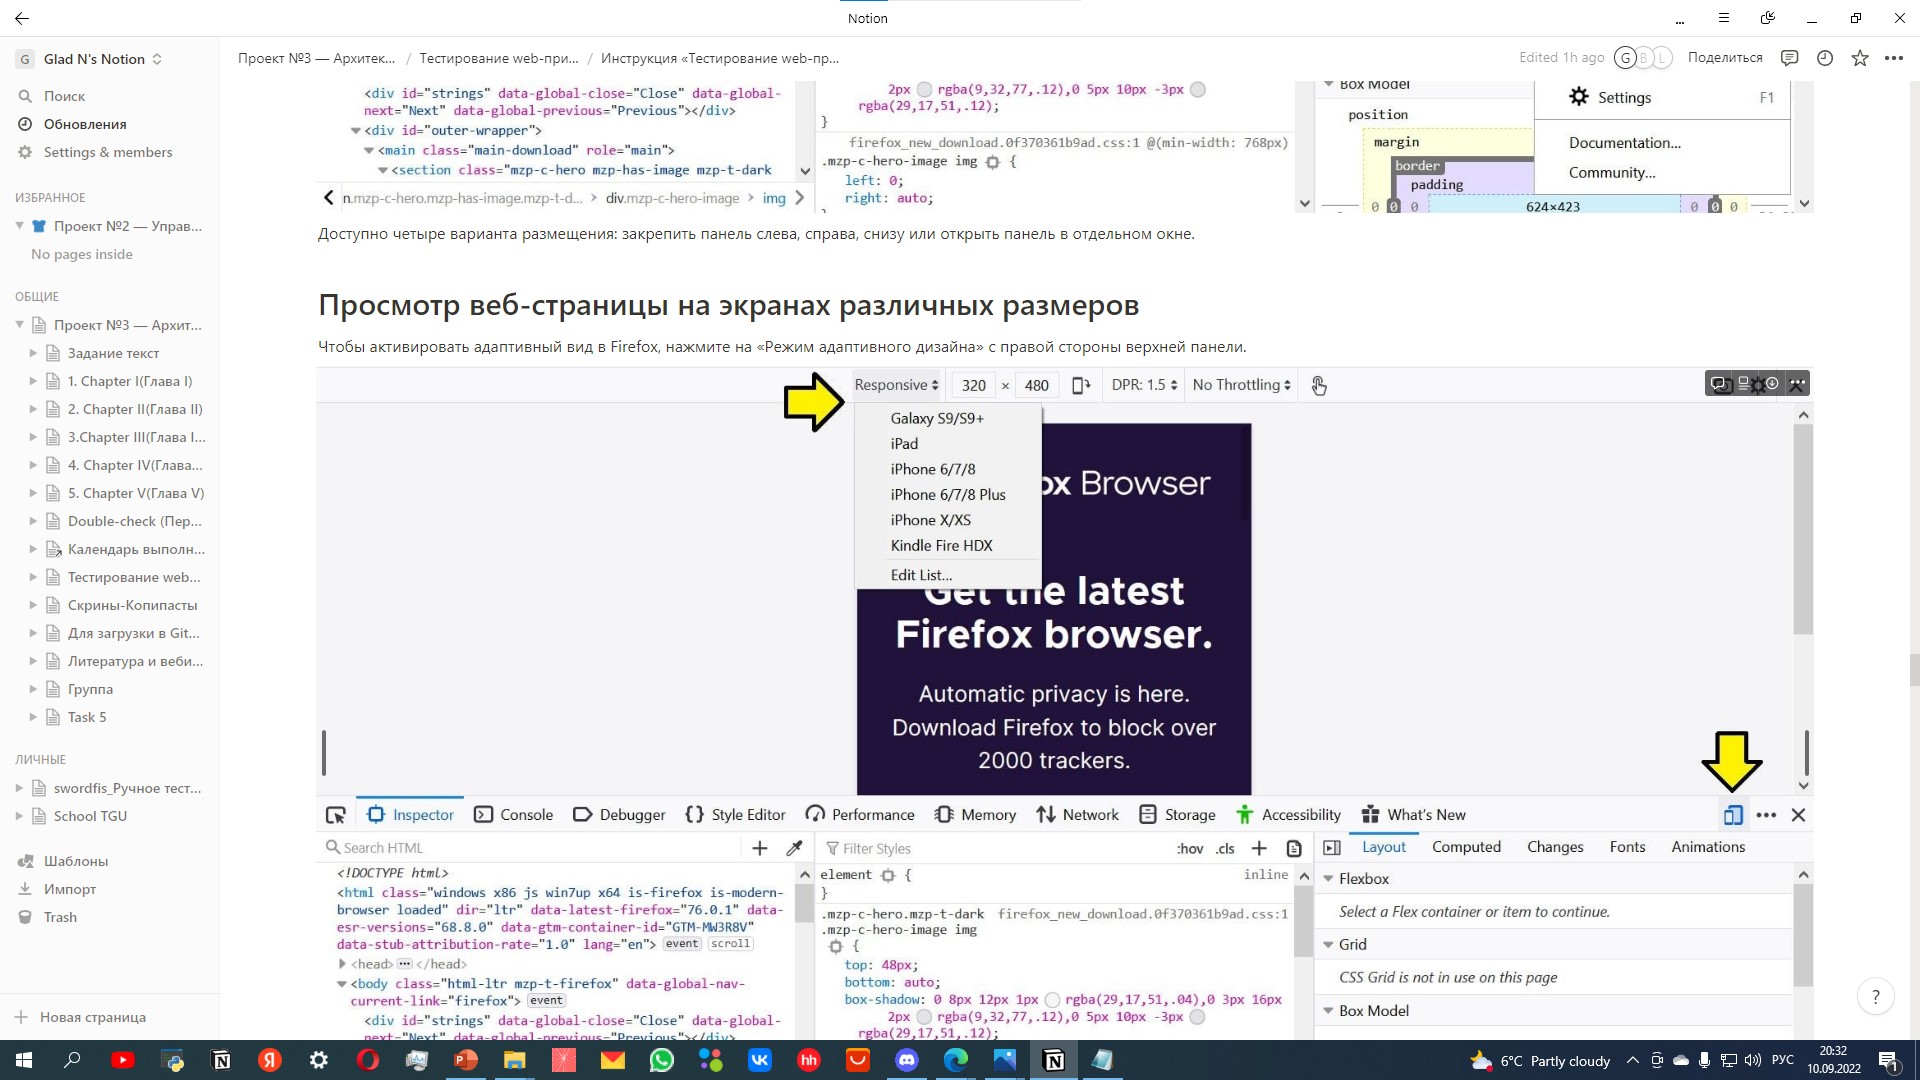 Notion
Glad N's Notion
Поиск
Обновления
Settings & members
ИЗБРАННОЕ
Проект №2 — Управ...
No pages inside
ОБЩИЕ
Проект №3 — Архит...
Задание текст
1. Chapter I(Глава I)
2. Chapter II(Глава II)
3.Chapter III(Глава I...
4. Chapter IV(Глава...
5. Chapter V(Глава V)
Double-check (Пер...
Календарь выполн...
Тестирование web...
Скрины-Копипасты
Для загрузки в Git...
Литература и веби...
Группа
Task 5
ЛИЧНЫЕ
swordfis_Ручное тест...
School TGU
Шаблоны
Импорт
Trash
Новая страница
Проект №3 — Архитек... / Тестирование web-при... / Инструкция «Тестирование web-пр...
Edited 1h ago G B L Поделиться
<div id="strings" data-global-close="Close" data-global-
next="Next" data-global-previous="Previous"></div>
<div id="outer-wrapper">
<main class="main-download" role="main">
<section class="mzp-c-hero mzp-has-image mzp-t-dark
n.mzp-c-hero.mzp-has-image.mzp-t-d... > div.mzp-c-hero-image > img
2px rgba(9,32,77,.12),0 5px 10px -3px
rgba(29,17,51,.12);
}
firefox_new_download.0f370361b9ad.css:1 @(min-width: 768px)
.mzp-c-hero-image img {
left: 0;
right: auto;
Box Model
position
margin
border
padding
0 0 0 624×423 0 0 0
Settings F1
Documentation...
Community...
Доступно четыре варианта размещения: закрепить панель слева, справа, снизу или открыть панель в отдельном окне.
Просмотр веб-страницы на экранах различных размеров
Чтобы активировать адаптивный вид в Firefox, нажмите на «Режим адаптивного дизайна» с правой стороны верхней панели.
Responsive 320 × 480 DPR: 1.5 No Throttling
Galaxy S9/S9+
iPad
iPhone 6/7/8
iPhone 6/7/8 Plus
iPhone X/XS
Kindle Fire HDX
Edit List...
ox Browser
Get the latest
Firefox browser.
Automatic privacy is here.
Download Firefox to block over
2000 trackers.
Inspector Console Debugger Style Editor Performance Memory Network Storage Accessibility What's New
Search HTML
<!DOCTYPE html>
<html class="windows x86 js win7up x64 is-firefox is-modern-
browser loaded" dir="ltr" data-latest-firefox="76.0.1" data-
esr-versions="68.8.0" data-gtm-container-id="GTM-MW3R8V"
data-stub-attribution-rate="1.0" lang="en"> event scroll
<head> ••• </head>
<body class="html-ltr mzp-t-firefox" data-global-nav-
current-link="firefox"> event
<div id="strings" data-global-close="Close" data-global-
next="Next" data-global-previous="Previous"></div>
Filter Styles :hov .cls
element { inline
}
.mzp-c-hero.mzp-t-dark firefox_new_download.0f370361b9ad.css:1
.mzp-c-hero-image img
{
top: 48px;
bottom: auto;
box-shadow: 0 8px 12px 1px rgba(29,17,51,.04),0 3px 16px
2px rgba(9,32,77,.12),0 5px 10px -3px
rgba(29,17,51,.12);
Layout Computed Changes Fonts Animations
Flexbox
Select a Flex container or item to continue.
Grid
CSS Grid is not in use on this page
Box Model
?
6°C Partly cloudy РУС 20:32
10.09.2022